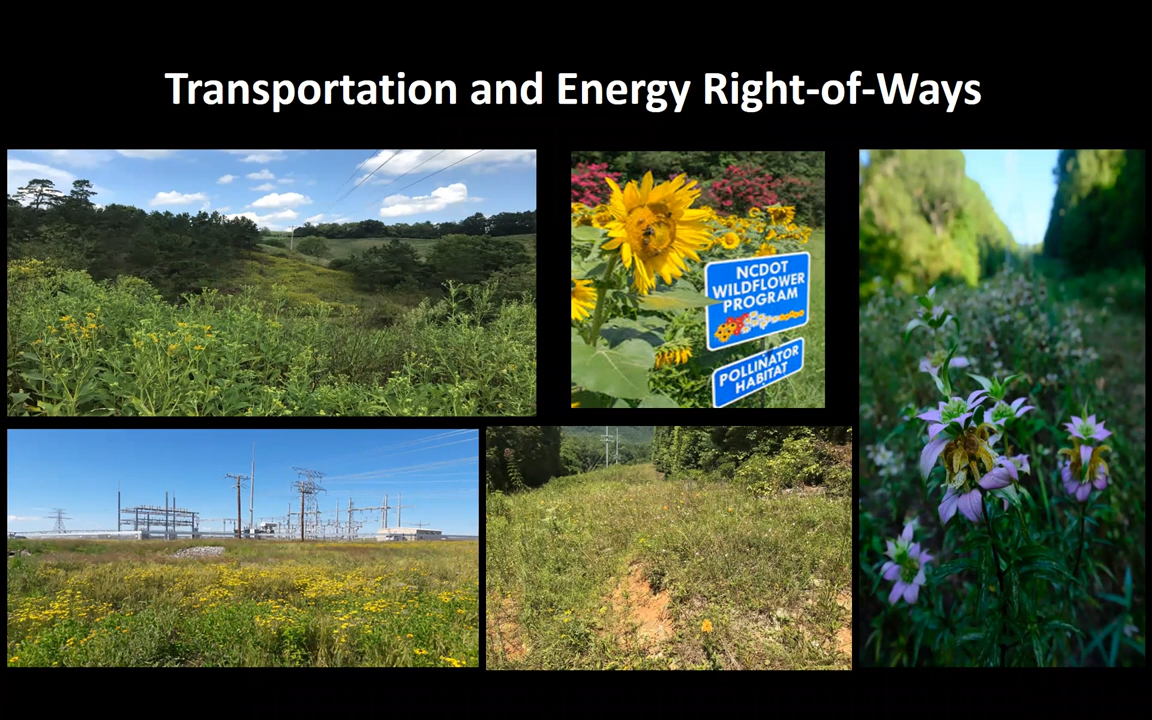 Transportation and Energy Right-of-Ways
NCDOT
WILDFLOWER
PROGRAM
POLLINATOR
HABITAT